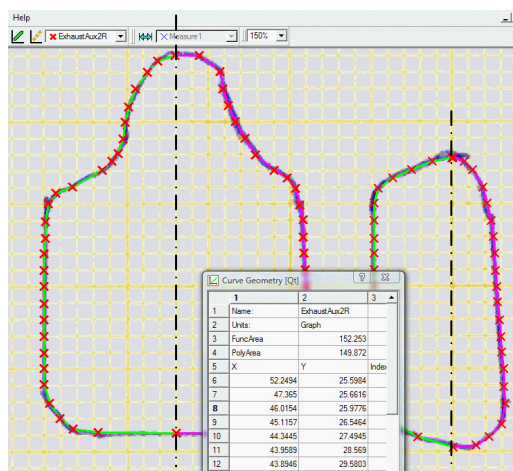 Help
ExhaustAux2R Measure1 150%
Curve Geometry [Qt]
1 2 3
1 Name: ExhaustAux2R
2 Units: Graph
3 FuncArea 152.253
4 PolyArea 149.872
5 X Y Index
6 52.2494 25.5984
7 47.365 25.6616
8 46.0154 25.9776
9 45.1157 26.5464
10 44.3445 27.4945
11 43.9589 28.569
12 43.8946 29.5803